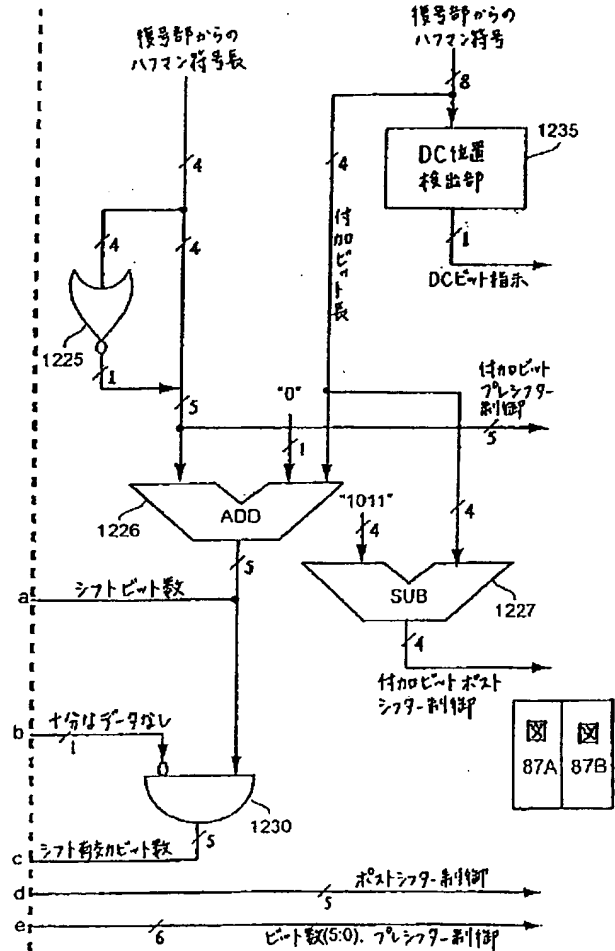 復号部からの
ハフマン符号長
復号部からの
ハフマン符号
8
1235
DC位置
検出部
4
4
付加ビット長
4
4
1
DCビット指示
1225
1
5
"0"
1
付加ビット
プレシフター
制御
5
ADD
1226
"1011"
4
4
5
SUB
1227
a シフトビット数
4
付加ビットポスト
シフター制御
b 十分なデータなし
1
図 図
87A 87B
1230
5
c シフト有効ビット数
d ポストシフター制御
5
e ビット数(5:0)、プレシフター制御
6